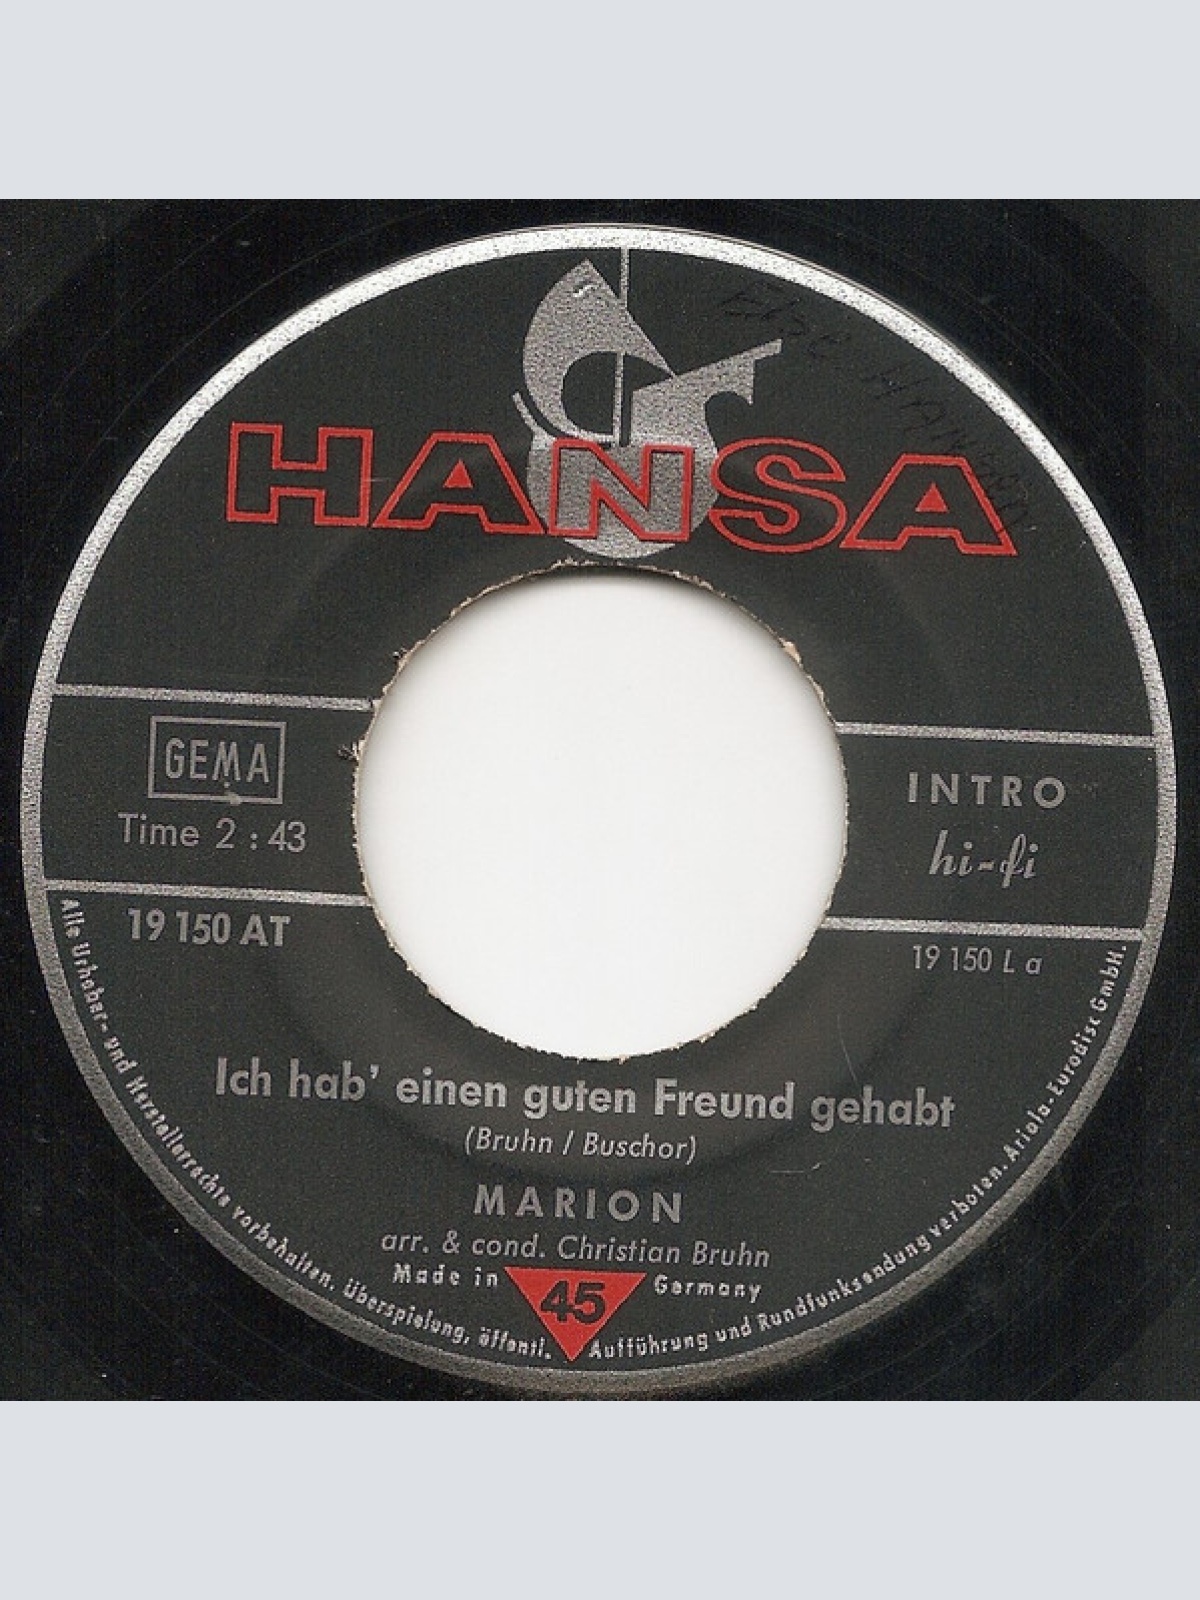 HANSA
GEMA
Time 2 : 43
INTRO
hi-fi
19 150 AT
19 150 L a
Ich hab' einen guten Freund gehabt
(Bruhn / Buschor)
MARION
arr. & cond. Christian Bruhn
Made in 45 Germany
Alle Urheber- und Herstellerrechte vorbehalten. Überspielung, öffentl. Aufführung und Rundfunksendung verboten. Ariola-Eurodisc GmbH.